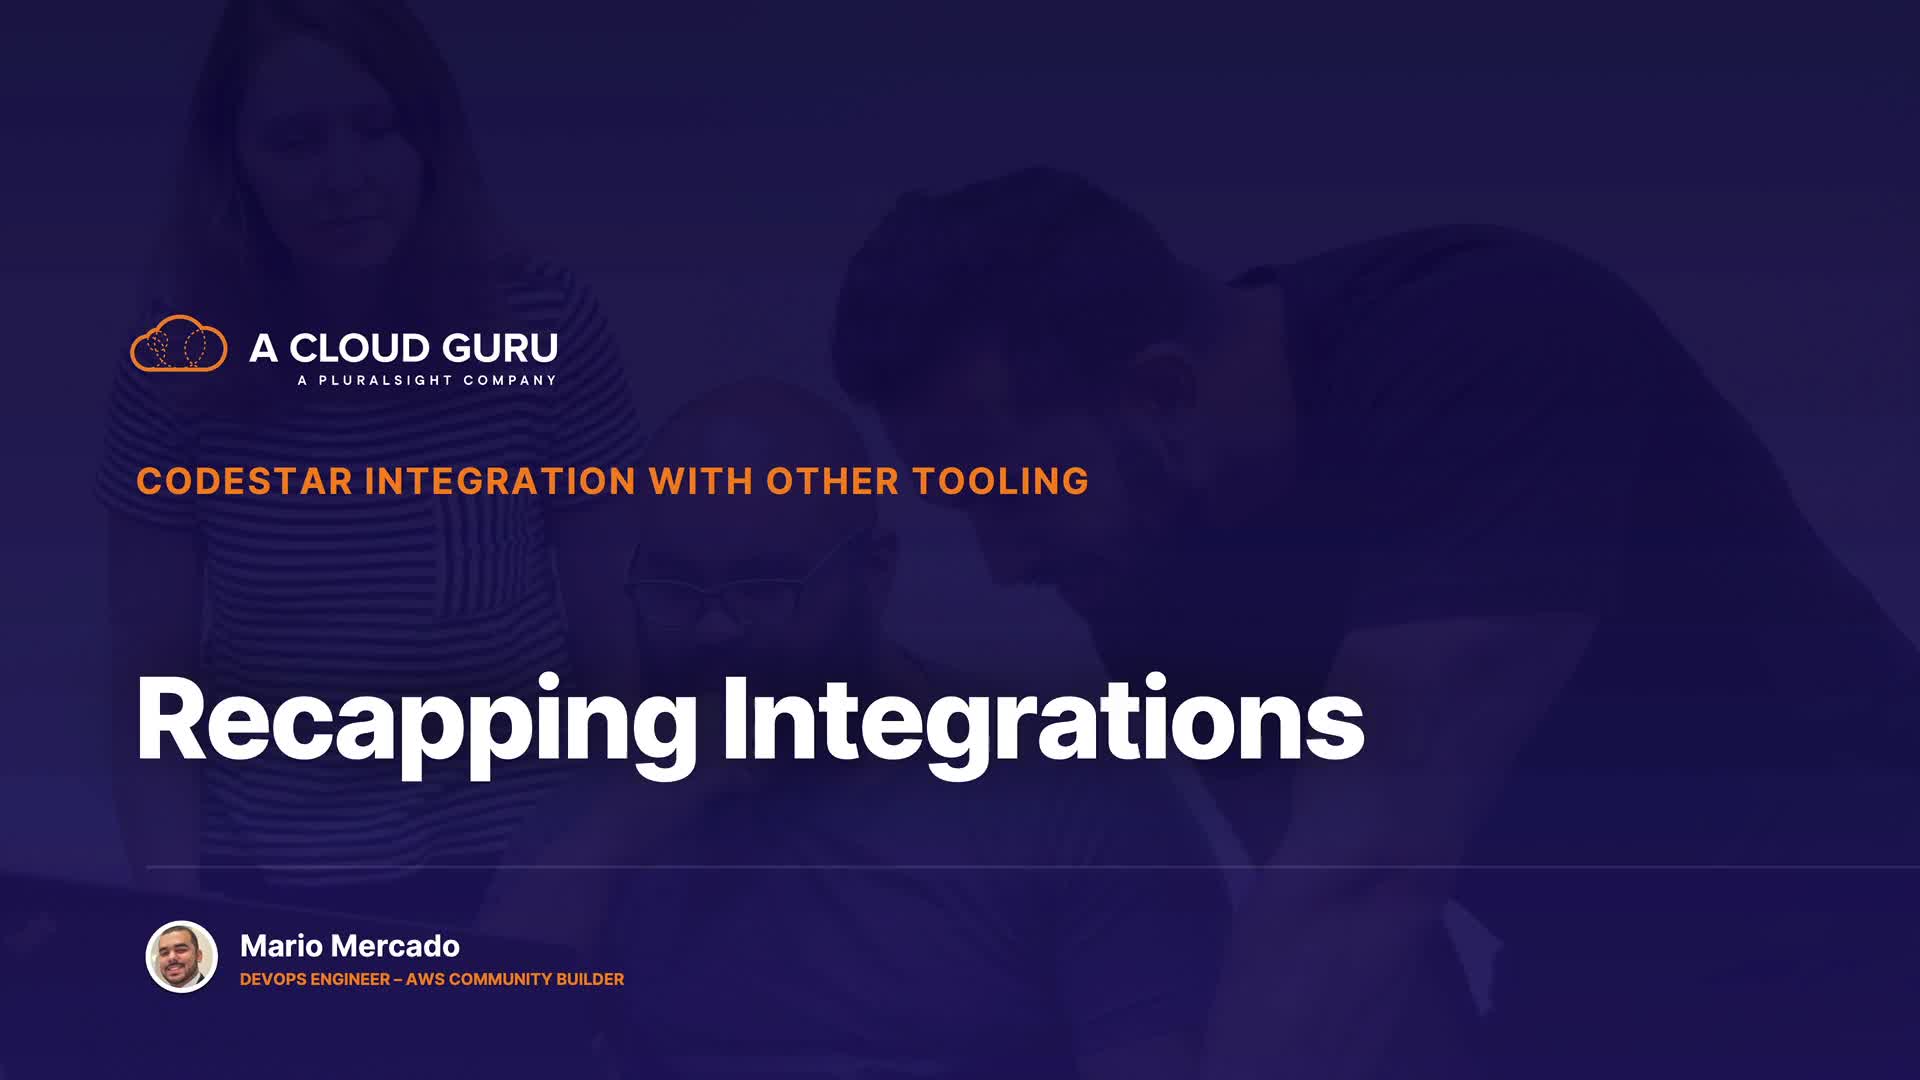 A CLOUD GURU
A PLURALSIGHT COMPANY
CODESTAR INTEGRATION WITH OTHER TOOLING
Recapping Integrations
Mario Mercado
DEVOPS ENGINEER – AWS COMMUNITY BUILDER